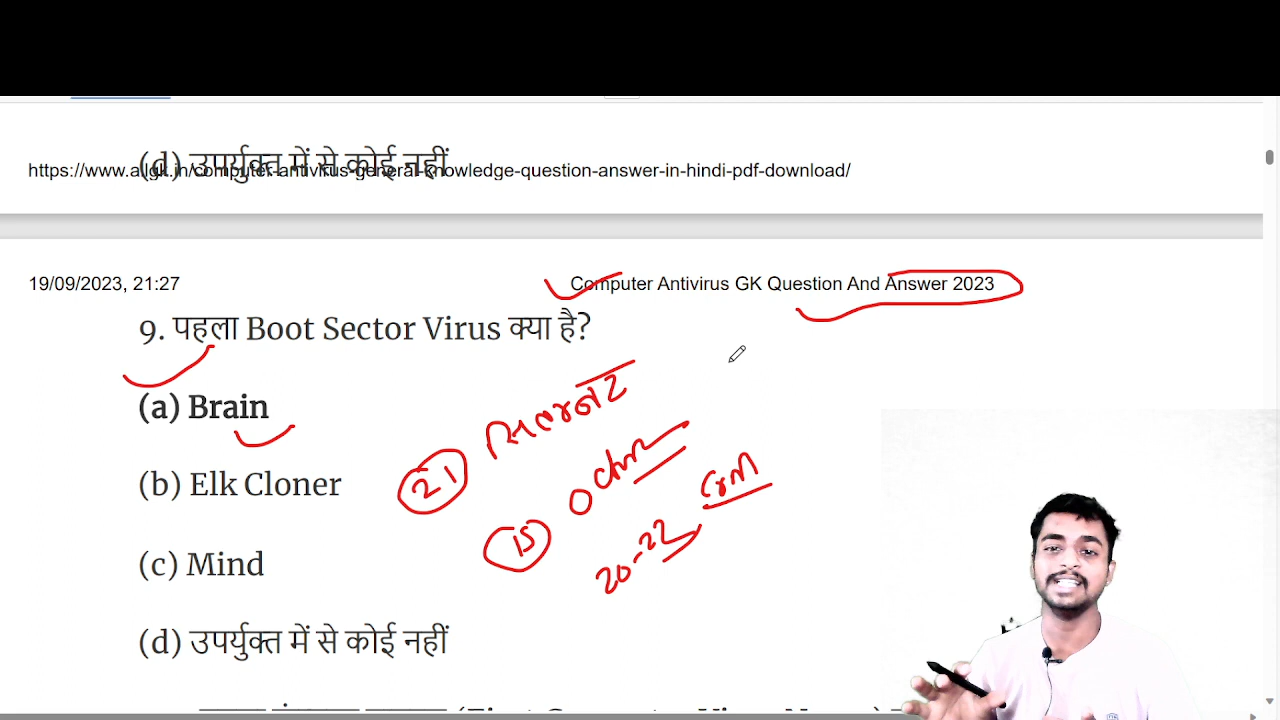 (d) उपर्युक्त में से कोई नहीं
https://www.allgk.in/computer-antivirus-general-knowledge-question-answer-in-hindi-pdf-download/
19/09/2023, 21:27
Computer Antivirus GK Question And Answer 2023
9. पहला Boot Sector Virus क्या है?
(a) Brain
(b) Elk Cloner
(c) Mind
(d) उपर्युक्त में से कोई नहीं
21
15
20-22